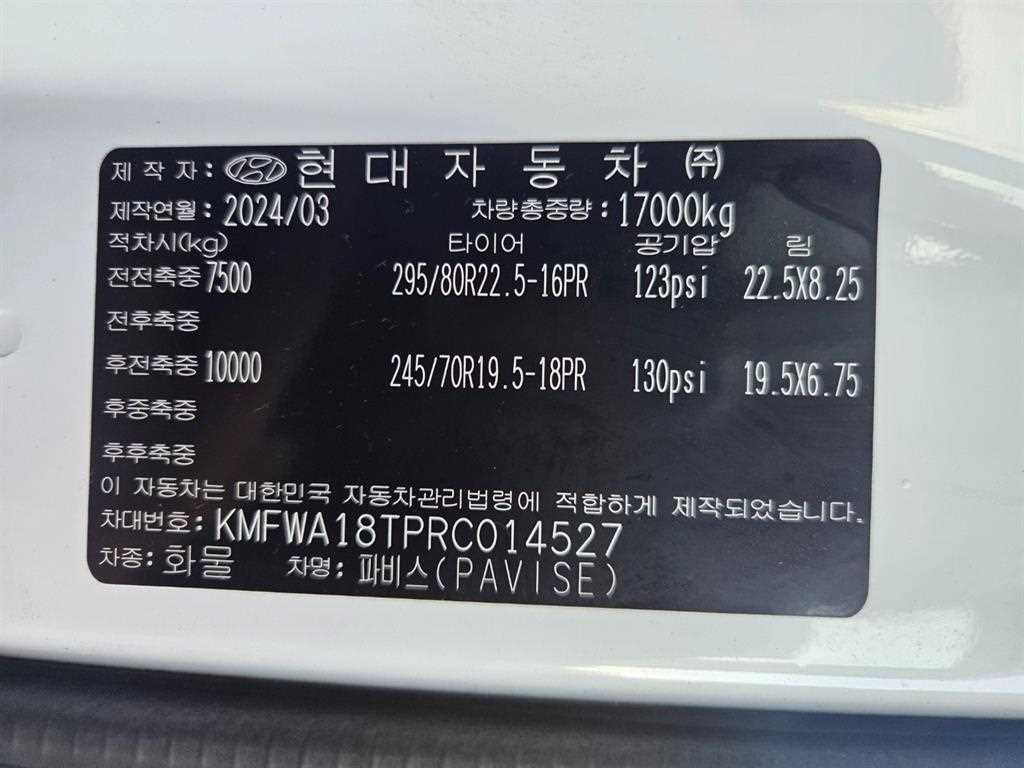 제 작 자 : 현 대 자 동 차 ㈜
제작연월 : 2024/03 차량총중량 : 17000kg
적차시(kg) 타이어 공기압 림
전전축중 7500 295/80R22.5-16PR 123psi 22.5X8.25
전후축중
후전축중 10000 245/70R19.5-18PR 130psi 19.5X6.75
후중축중
후후축중
이 자동차는 대한민국 자동차관리법령에 적합하게 제작되었습니다.
차대번호: KMFWA18TPRC014527
차종: 화물 차명: 파비스(PAVISE)